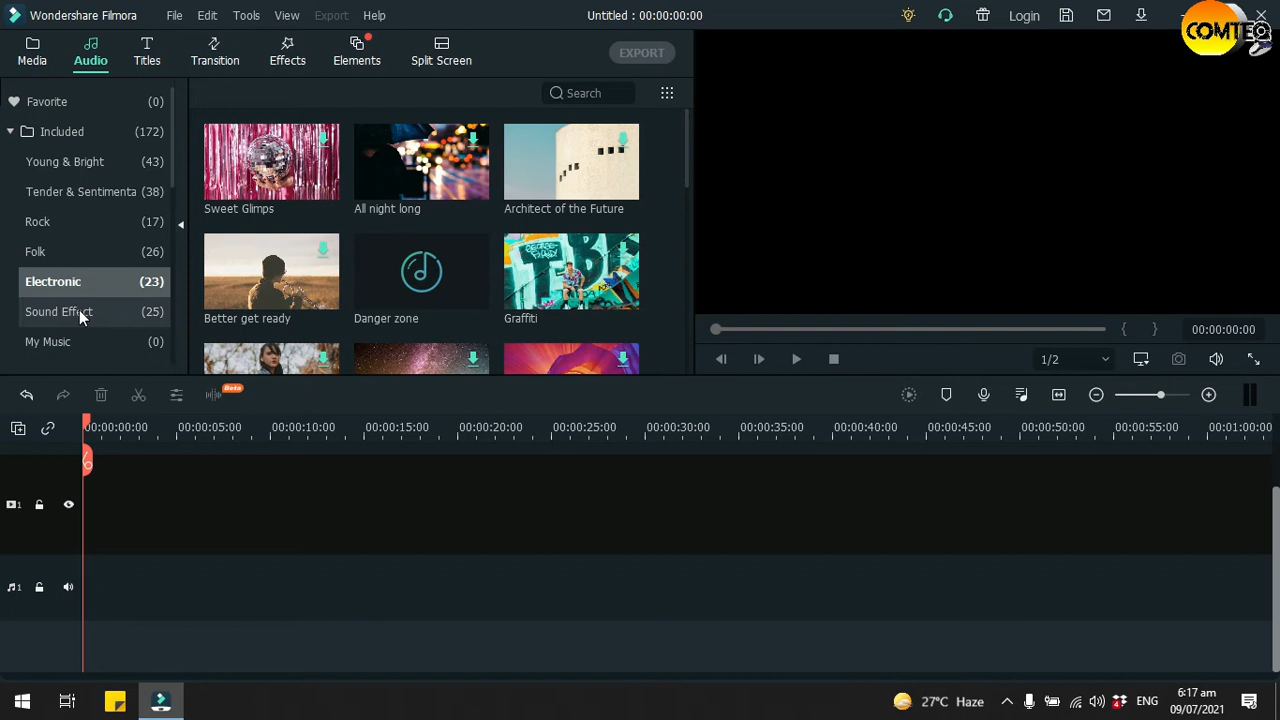 Wondershare Filmora File Edit Tools View Export Help Untitled : 00:00:00:00 Login
COMTEQ
Media Audio Titles Transition Effects Elements Split Screen EXPORT
Favorite (0)
Search
Included (172)
Young & Bright (43)
Tender & Sentimenta (38)
Rock (17)
Folk (26)
Electronic (23)
Sound Effect (25)
My Music (0)
Sweet Glimps All night long Architect of the Future
Better get ready Danger zone Graffiti
00:00:00:00
1/2
Beta
00:00:00:00 00:00:05:00 00:00:10:00 00:00:15:00 00:00:20:00 00:00:25:00 00:00:30:00 00:00:35:00 00:00:40:00 00:00:45:00 00:00:50:00 00:00:55:00 00:01:00:00
1
1
27°C Haze ENG 6:17 am
09/07/2021